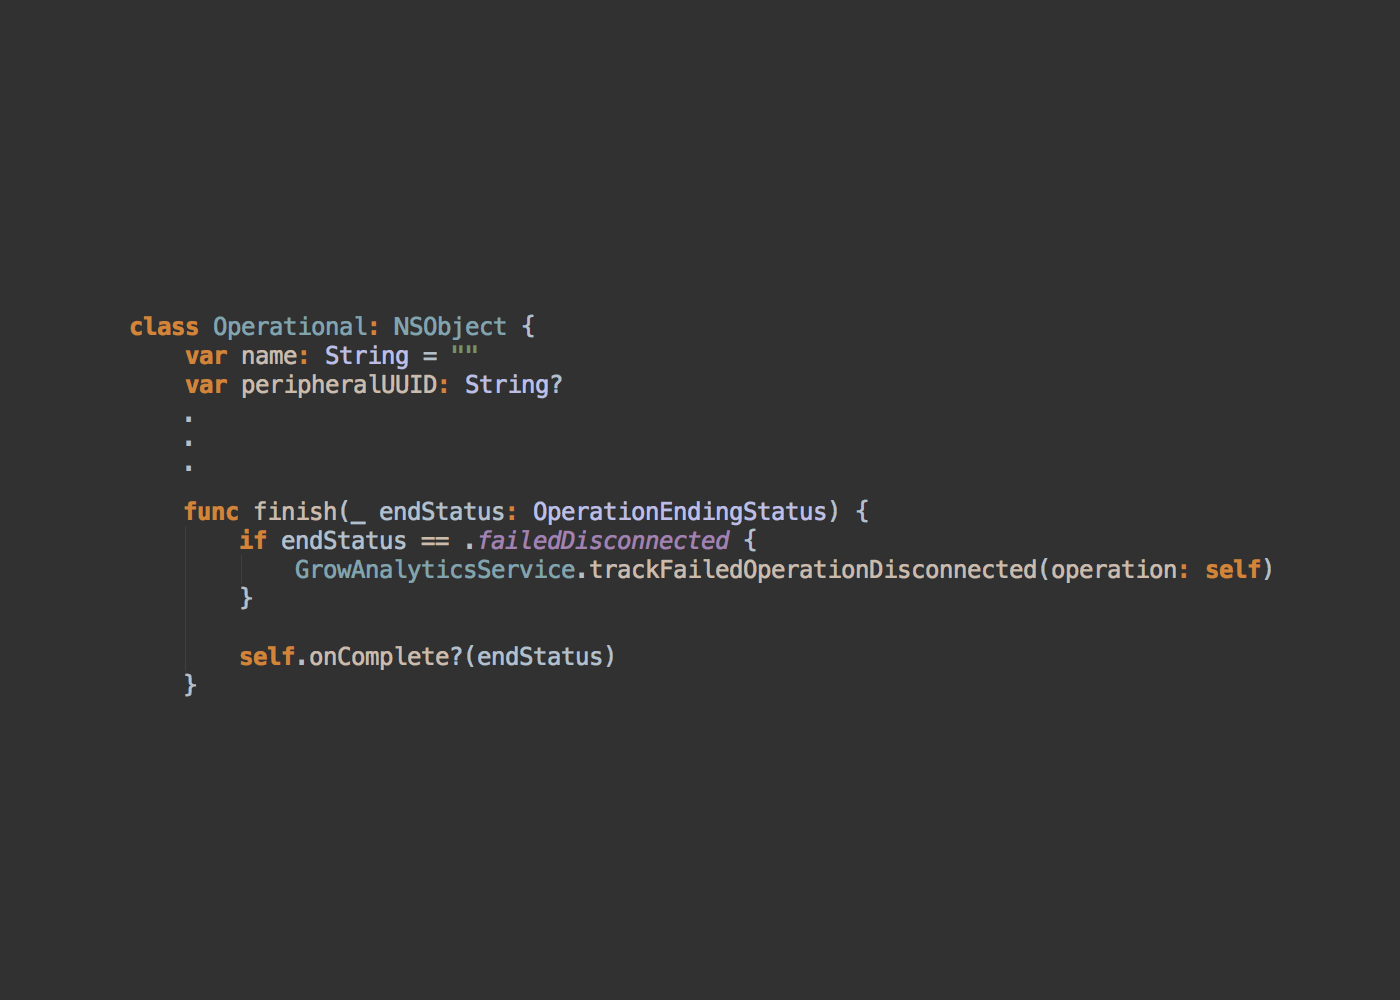 class Operational: NSObject {
    var name: String = ""
    var peripheralUUID: String?
    .
    .
    .
    func finish(_ endStatus: OperationEndingStatus) {
        if endStatus == .failedDisconnected {
            GrowAnalyticsService.trackFailedOperationDisconnected(operation: self)
        }
        self.onComplete?(endStatus)
    }